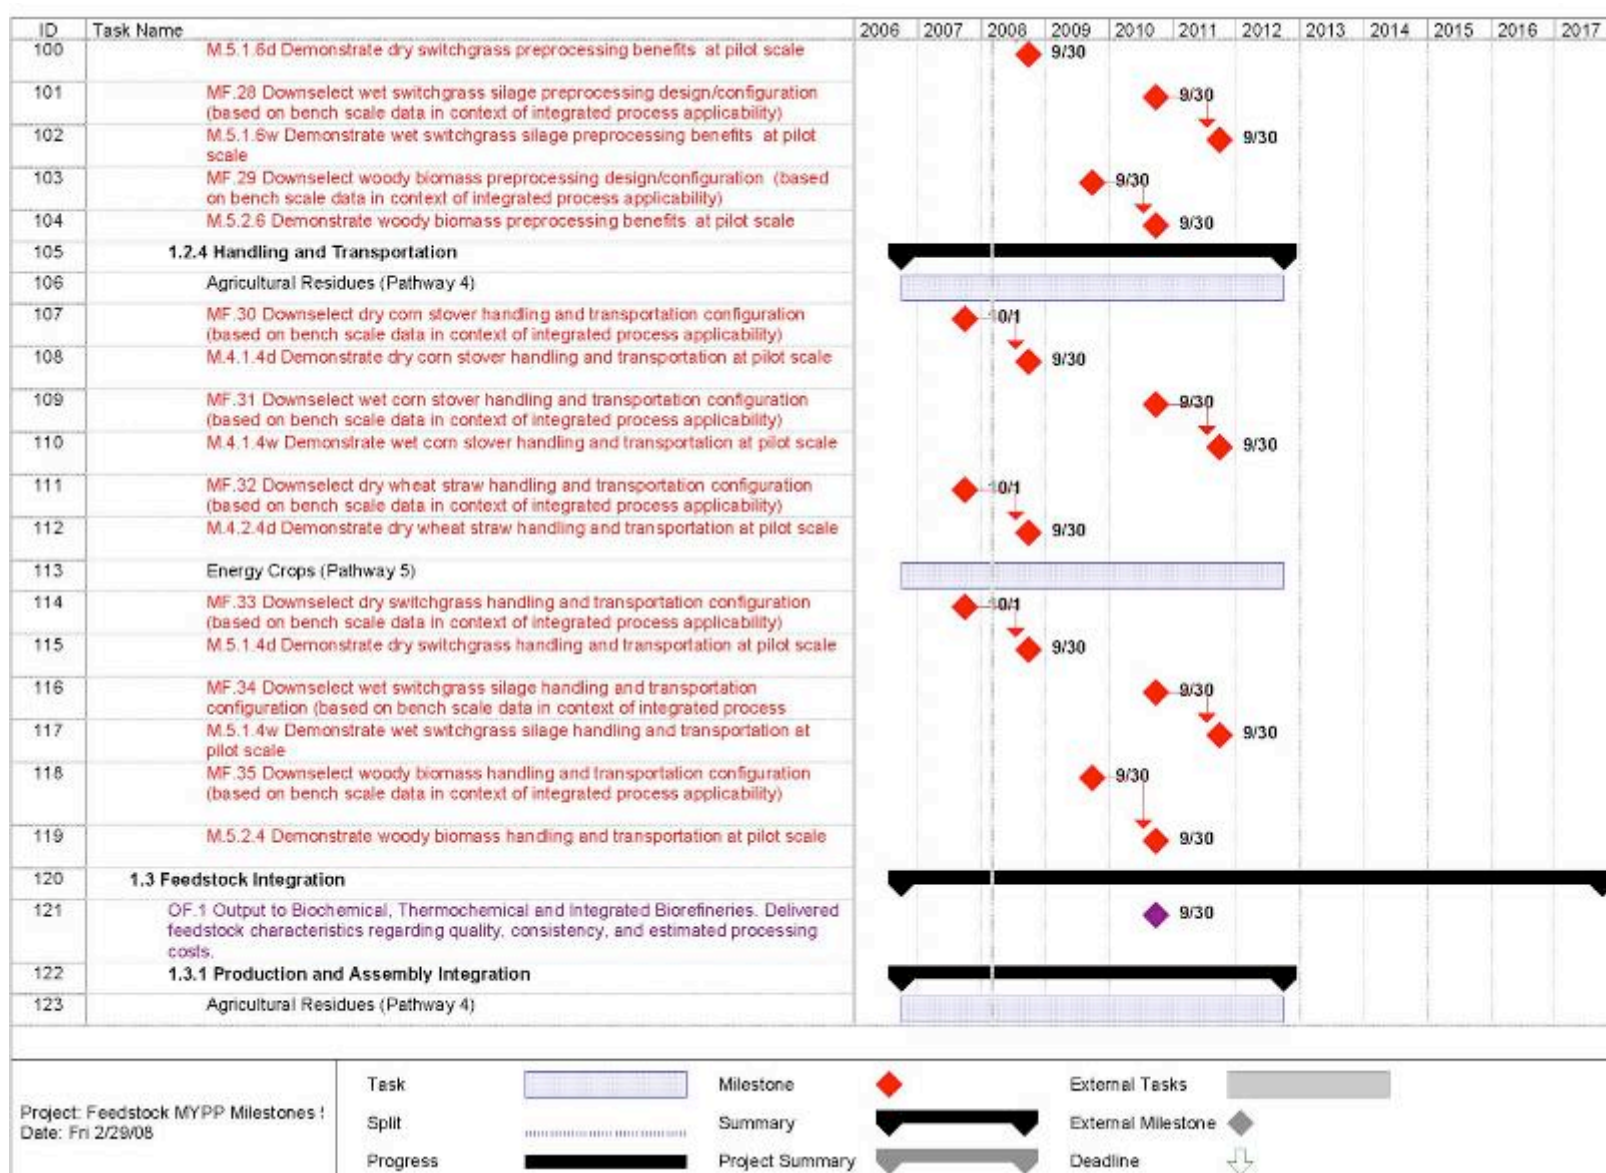 ID Task Name 2006 2007 2008 2009 2010 2011 2012 2013 2014 2015 2016 2017
100 M.5.1.6d Demonstrate dry switchgrass preprocessing benefits at pilot scale 9/30
101 MF.28 Downselect wet switchgrass silage preprocessing design/configuration 9/30
(based on bench scale data in context of integrated process applicability)
102 M.5.1.6w Demonstrate wet switchgrass silage preprocessing benefits at pilot 9/30
scale
103 MF.29 Downselect woody biomass preprocessing design/configuration (based 9/30
on bench scale data in context of integrated process applicability)
104 M.5.2.6 Demonstrate woody biomass preprocessing benefits at pilot scale 9/30
105 1.2.4 Handling and Transportation
106 Agricultural Residues (Pathway 4)
107 MF.30 Downselect dry corn stover handling and transportation configuration 10/1
(based on bench scale data in context of integrated process applicability)
108 M.4.1.4d Demonstrate dry corn stover handling and transportation at pilot scale 9/30
109 MF.31 Downselect wet corn stover handling and transportation configuration 9/30
(based on bench scale data in context of integrated process applicability)
110 M.4.1.4w Demonstrate wet corn stover handling and transportation at pilot scale 9/30
111 MF.32 Downselect dry wheat straw handling and transportation configuration 10/1
(based on bench scale data in context of integrated process applicability)
112 M.4.2.4d Demonstrate dry wheat straw handling and transportation at pilot scale 9/30
113 Energy Crops (Pathway 5)
114 MF.33 Downselect dry switchgrass handling and transportation configuration 10/1
(based on bench scale data in context of integrated process applicability)
115 M.5.1.4d Demonstrate dry switchgrass handling and transportation at pilot scale 9/30
116 MF.34 Downselect wet switchgrass silage handling and transportation 9/30
configuration (based on bench scale data in context of integrated process
117 M.5.1.4w Demonstrate wet switchgrass silage handling and transportation at 9/30
pilot scale
118 MF.35 Downselect woody biomass handling and transportation configuration 9/30
(based on bench scale data in context of integrated process applicability)
119 M.5.2.4 Demonstrate woody biomass handling and transportation at pilot scale 9/30
120 1.3 Feedstock Integration
121 OF.1 Output to Biochemical, Thermochemical and Integrated Biorefineries. Delivered 9/30
feedstock characteristics regarding quality, consistency, and estimated processing
costs.
122 1.3.1 Production and Assembly Integration
123 Agricultural Residues (Pathway 4)
Project: Feedstock MYPP Milestones
Date: Fri 2/29/08
Task Milestone External Tasks
Split Summary External Milestone
Progress Project Summary Deadline